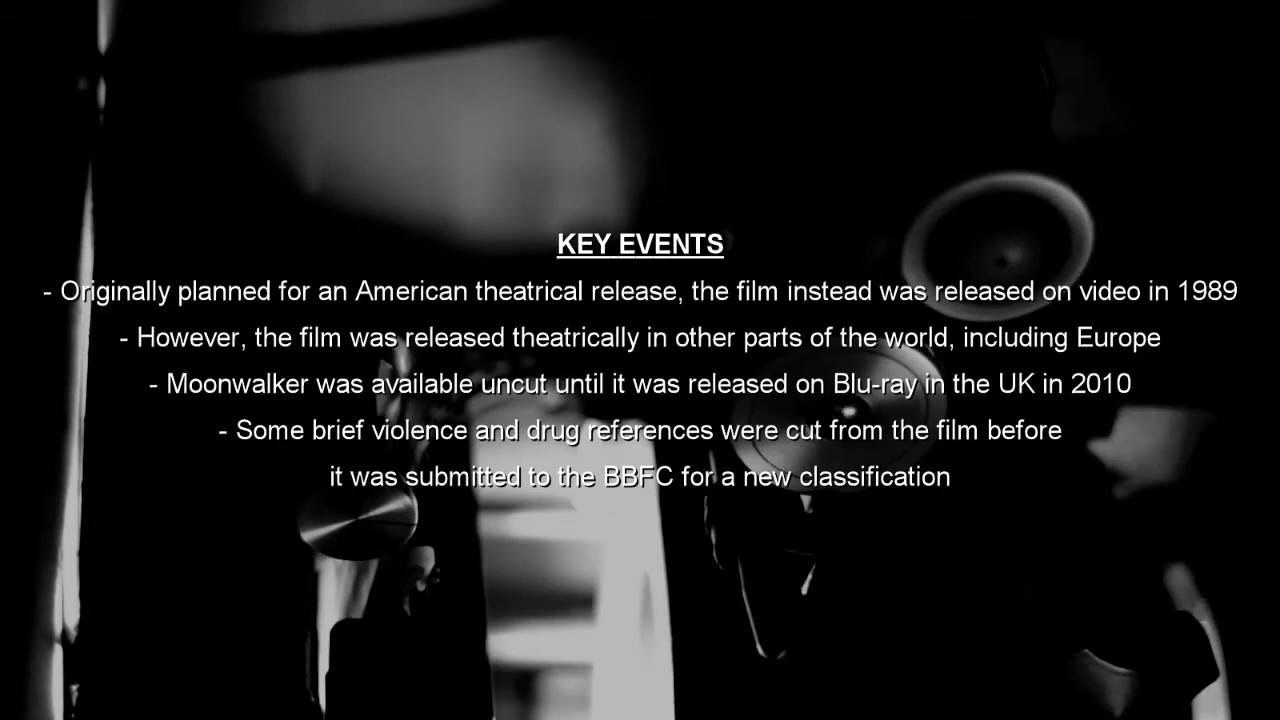 KEY EVENTS
- Originally planned for an American theatrical release, the film instead was released on video in 1989
- However, the film was released theatrically in other parts of the world, including Europe
- Moonwalker was available uncut until it was released on Blu-ray in the UK in 2010
- Some brief violence and drug references were cut from the film before
it was submitted to the BBFC for a new classification